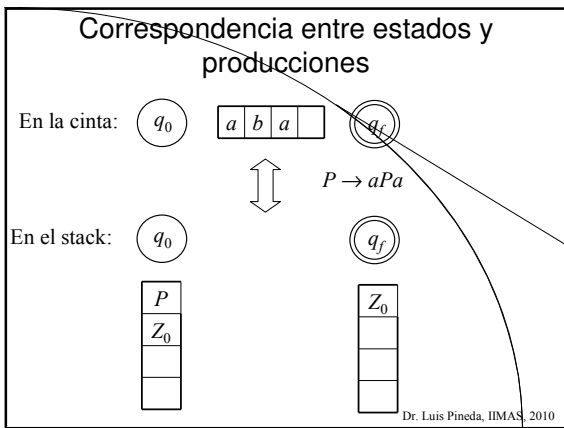 Correspondencia entre estados y
producciones
En la cinta: q0 a b a qf
P → aPa
En el stack: q0 qf
P Z0
Z0
Dr. Luis Pineda, IIMAS, 2010